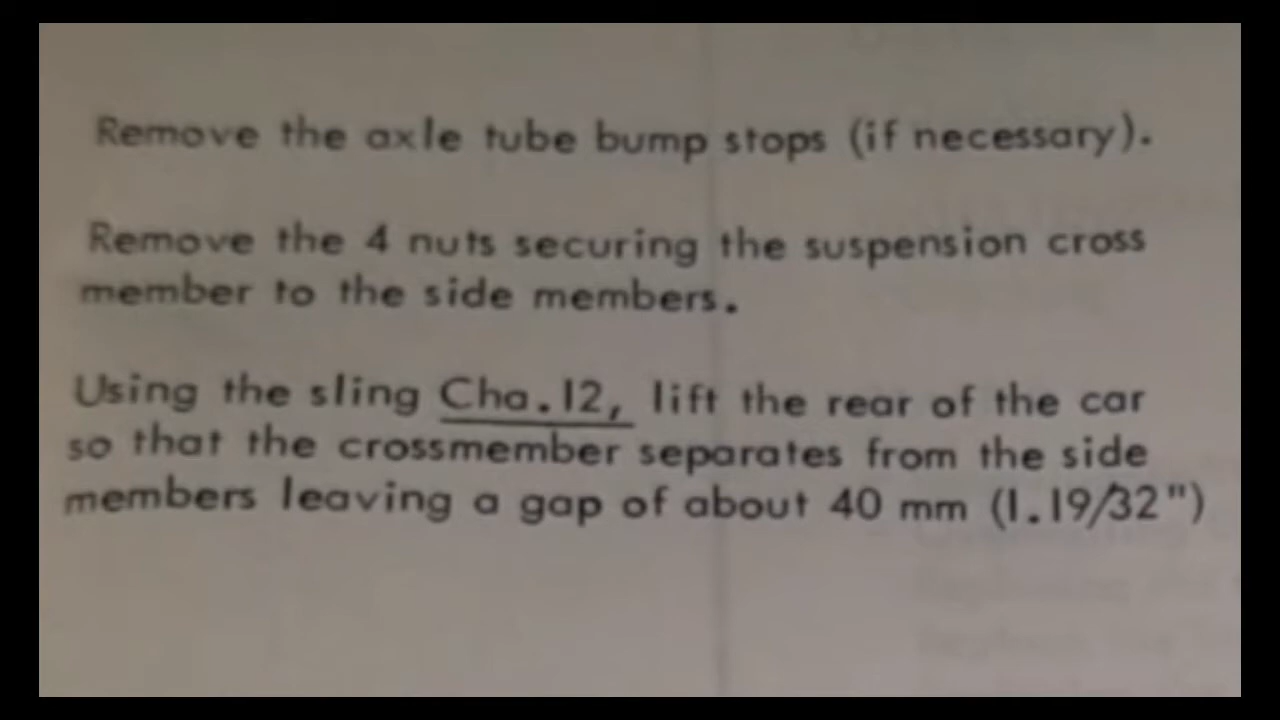 Remove the axle tube bump stops (if necessary).
Remove the 4 nuts securing the suspension cross
member to the side members.
Using the sling Cha.12, lift the rear of the car
so that the crossmember separates from the side
members leaving a gap of about 40 mm (1.19/32")